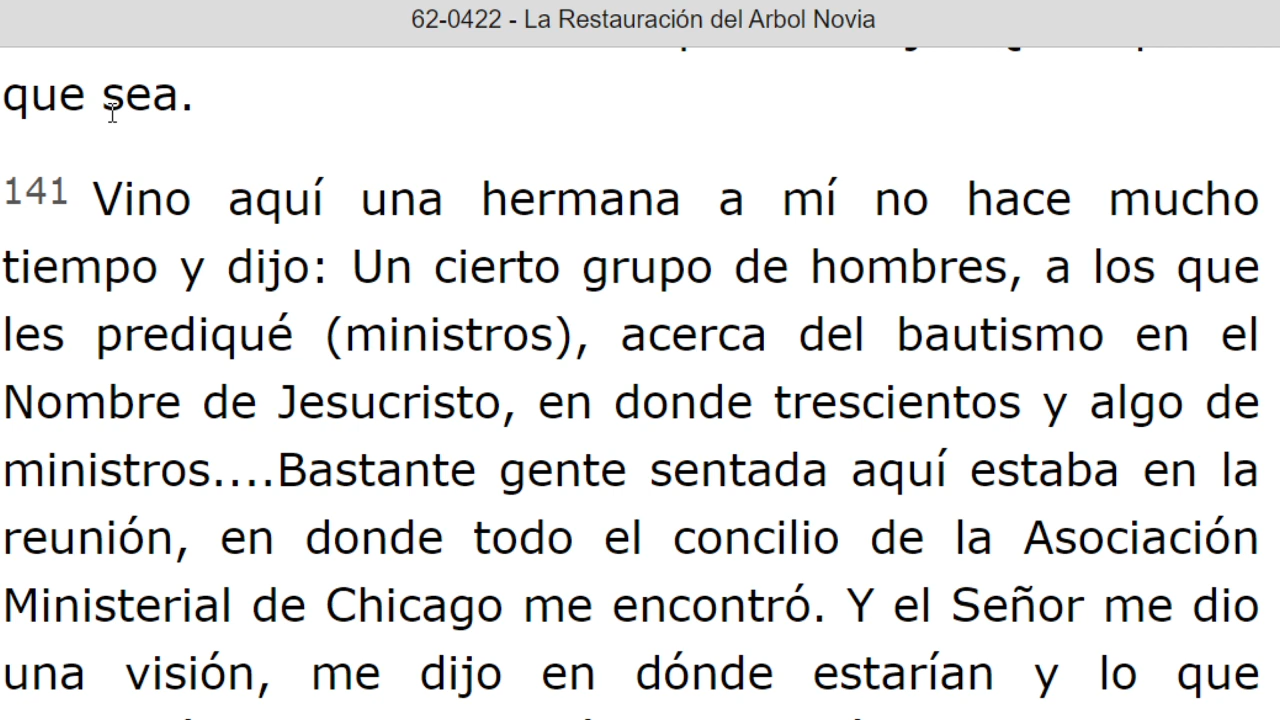 62-0422 - La Restauración del Arbol Novia
que sea.
141 Vino aquí una hermana a mí no hace mucho
tiempo y dijo: Un cierto grupo de hombres, a los que
les prediqué (ministros), acerca del bautismo en el
Nombre de Jesucristo, en donde trescientos y algo de
ministros....Bastante gente sentada aquí estaba en la
reunión, en donde todo el concilio de la Asociación
Ministerial de Chicago me encontró. Y el Señor me dio
una visión, me dijo en dónde estarían y lo que